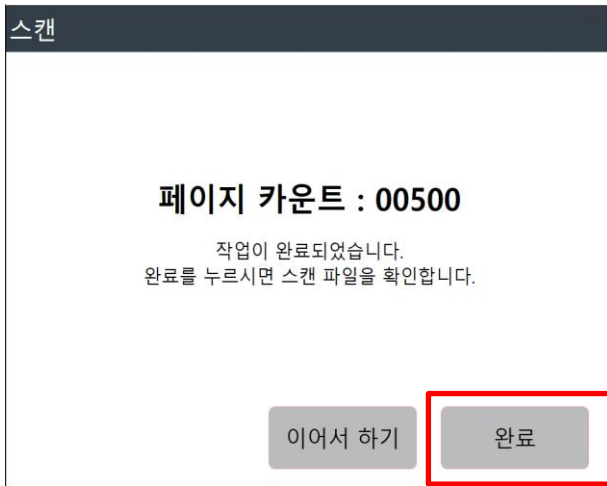 스캔
페이지 카운트 : 00500
작업이 완료되었습니다.
완료를 누르시면 스캔 파일을 확인합니다.
이어서 하기
완료